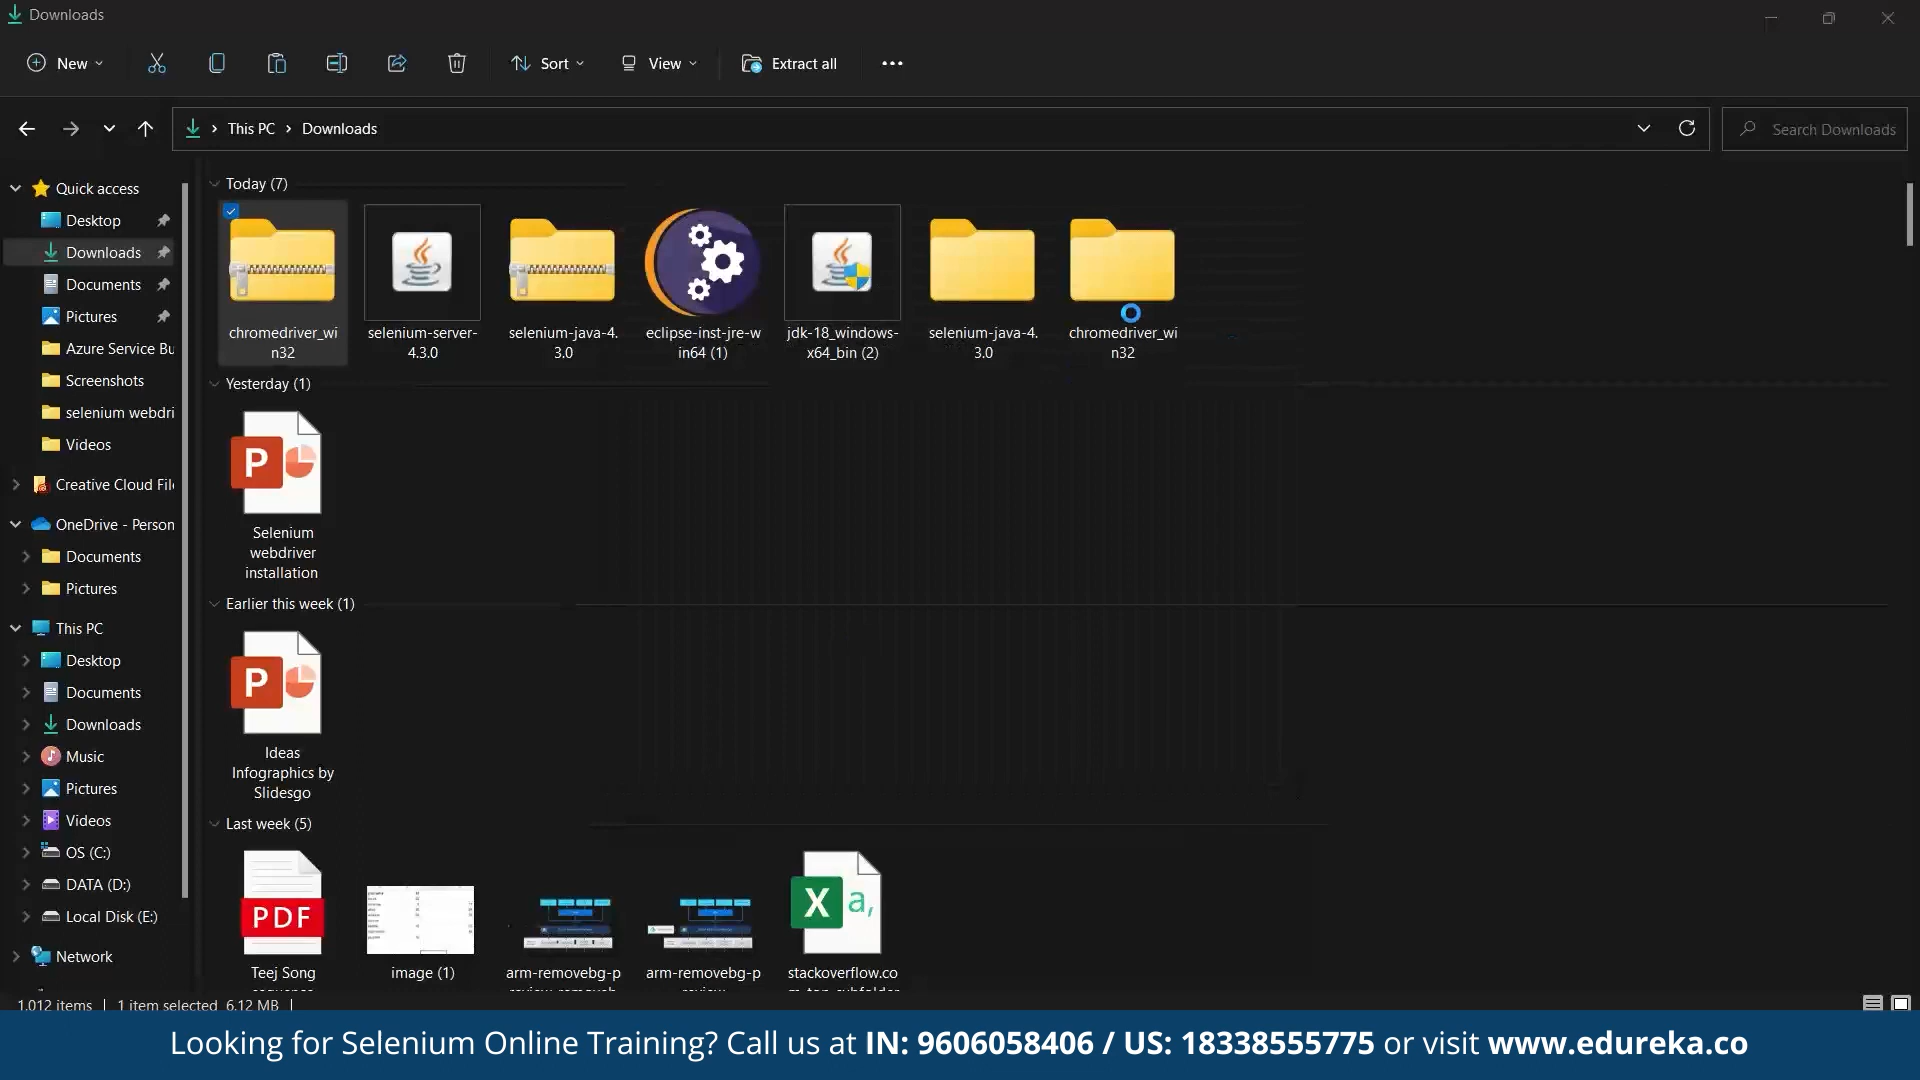 Downloads
New
Sort
View
Extract all
This PC
Downloads
Search Downloads
Quick access
Desktop
Downloads
Documents
Pictures
Azure Service Bu
Screenshots
selenium webdri
Videos
Creative Cloud File
OneDrive - Person
Documents
Pictures
This PC
Desktop
Documents
Downloads
Music
Pictures
Videos
OS (C:)
DATA (D:)
Local Disk (E:)
Network
Today (7)
chromedriver_wi
n32
selenium-server-
4.3.0
selenium-java-4.
3.0
eclipse-inst-jre-w
in64 (1)
jdk-18_windows-
x64_bin (2)
selenium-java-4.
3.0
chromedriver_wi
n32
Yesterday (1)
P
Selenium
webdriver
installation
Earlier this week (1)
P
Ideas
Infographics by
Slidesgo
Last week (5)
PDF
Teej Song
image (1)
arm-removebg-p
arm-removebg-p
X a,
stackoverflow.co
1,012 items
1 item selected 6.12 MB
Looking for Selenium Online Training? Call us at IN: 9606058406 / US: 18338555775 or visit www.edureka.co